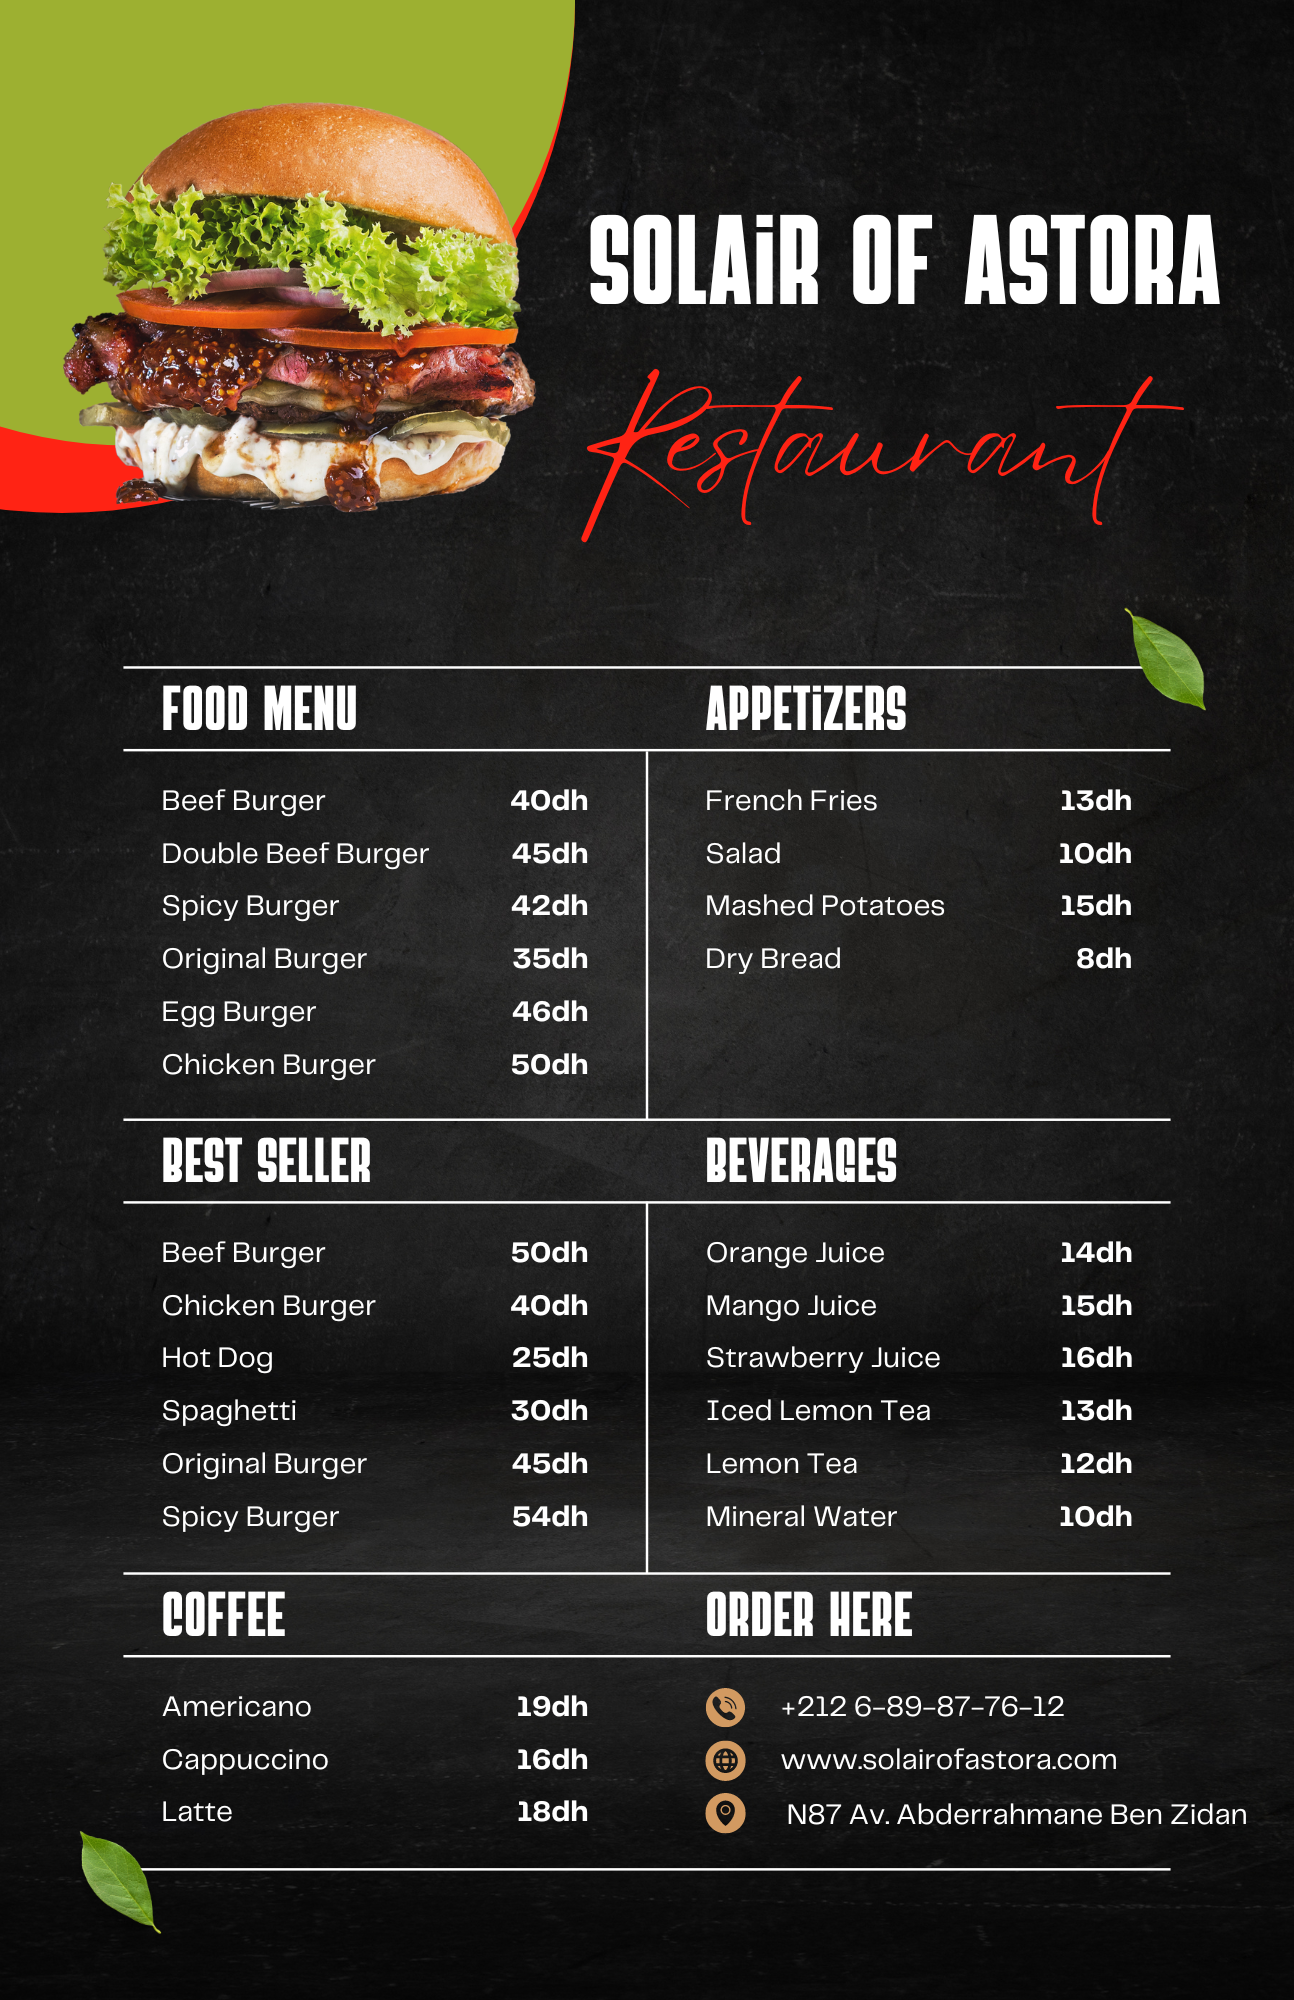 SOLAiR OF ASTORA
Restaurant
FOOD MENU
Beef Burger 40dh
Double Beef Burger 45dh
Spicy Burger 42dh
Original Burger 35dh
Egg Burger 46dh
Chicken Burger 50dh
APPETiZERS
French Fries 13dh
Salad 10dh
Mashed Potatoes 15dh
Dry Bread 8dh
BEST SELLER
Beef Burger 50dh
Chicken Burger 40dh
Hot Dog 25dh
Spaghetti 30dh
Original Burger 45dh
Spicy Burger 54dh
BEVERAGES
Orange Juice 14dh
Mango Juice 15dh
Strawberry Juice 16dh
Iced Lemon Tea 13dh
Lemon Tea 12dh
Mineral Water 10dh
COFFEE
Americano 19dh
Cappuccino 16dh
Latte 18dh
ORDER HERE
+212 6-89-87-76-12
www.solairofastora.com
N87 Av. Abderrahmane Ben Zidan